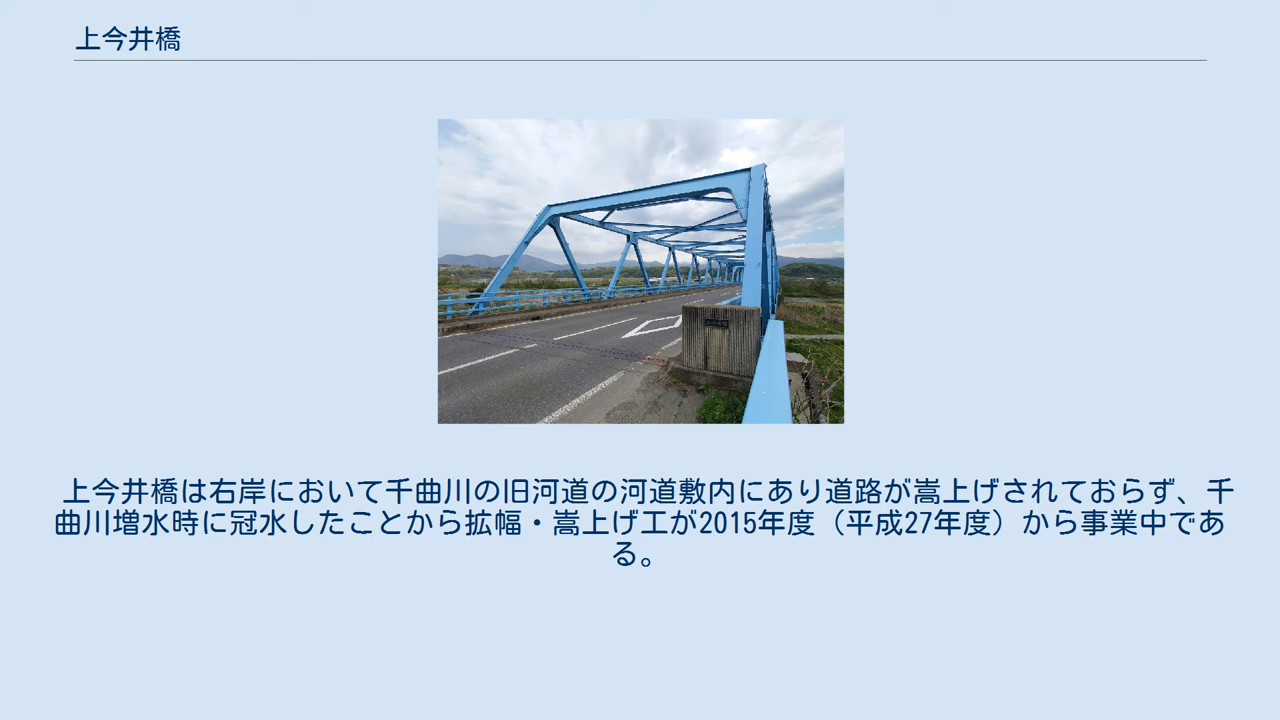 上今井橋
上今井橋は右岸において千曲川の旧河道の河道敷内にあり道路が嵩上げされておらず、千
曲川増水時に冠水したことから拡幅・嵩上げ工が2015年度（平成27年度）から事業中であ
る。